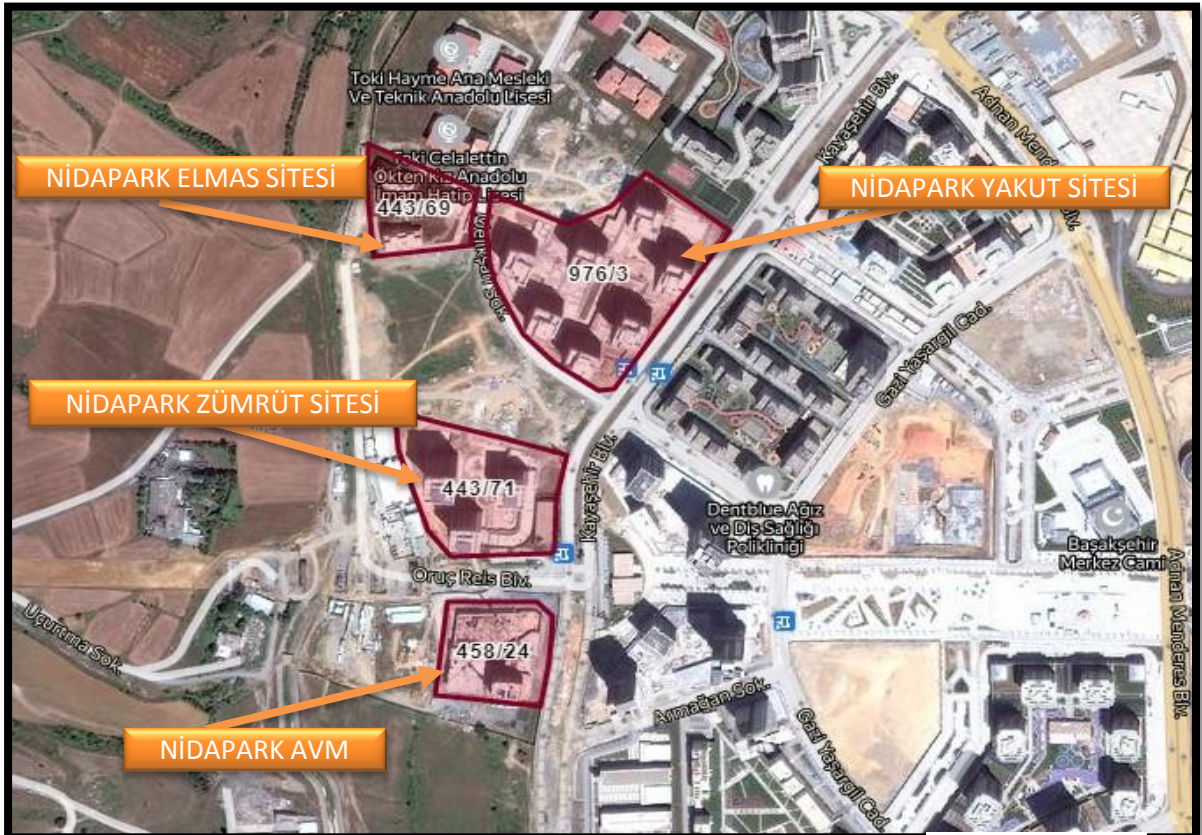 Toki Hayme Ana Mesleki
Ve Teknik Anadolu Lisesi
Kayaşehir Blv.
Adnan Menderes Blv.
Toki Celalettin
Ökten Kız Anadolu
İmam Hatip Lisesi
NİDAPARK ELMAS SİTESİ
NİDAPARK YAKUT SİTESİ
443/69
976/3
Sok.
Gazi Yaşargil Cad.
NİDAPARK ZÜMRÜT SİTESİ
443/71
Kayaşehir Blv.
Dentblue Ağız
ve Diş Sağlığı
Polikliniği
Başakşehir
Merkez Cami
Oruç Reis Blv.
Uçurtma Sok.
458/24
Armağan Sok.
Adnan Menderes Blv.
Gazi Yaşargil Cad.
NİDAPARK AVM